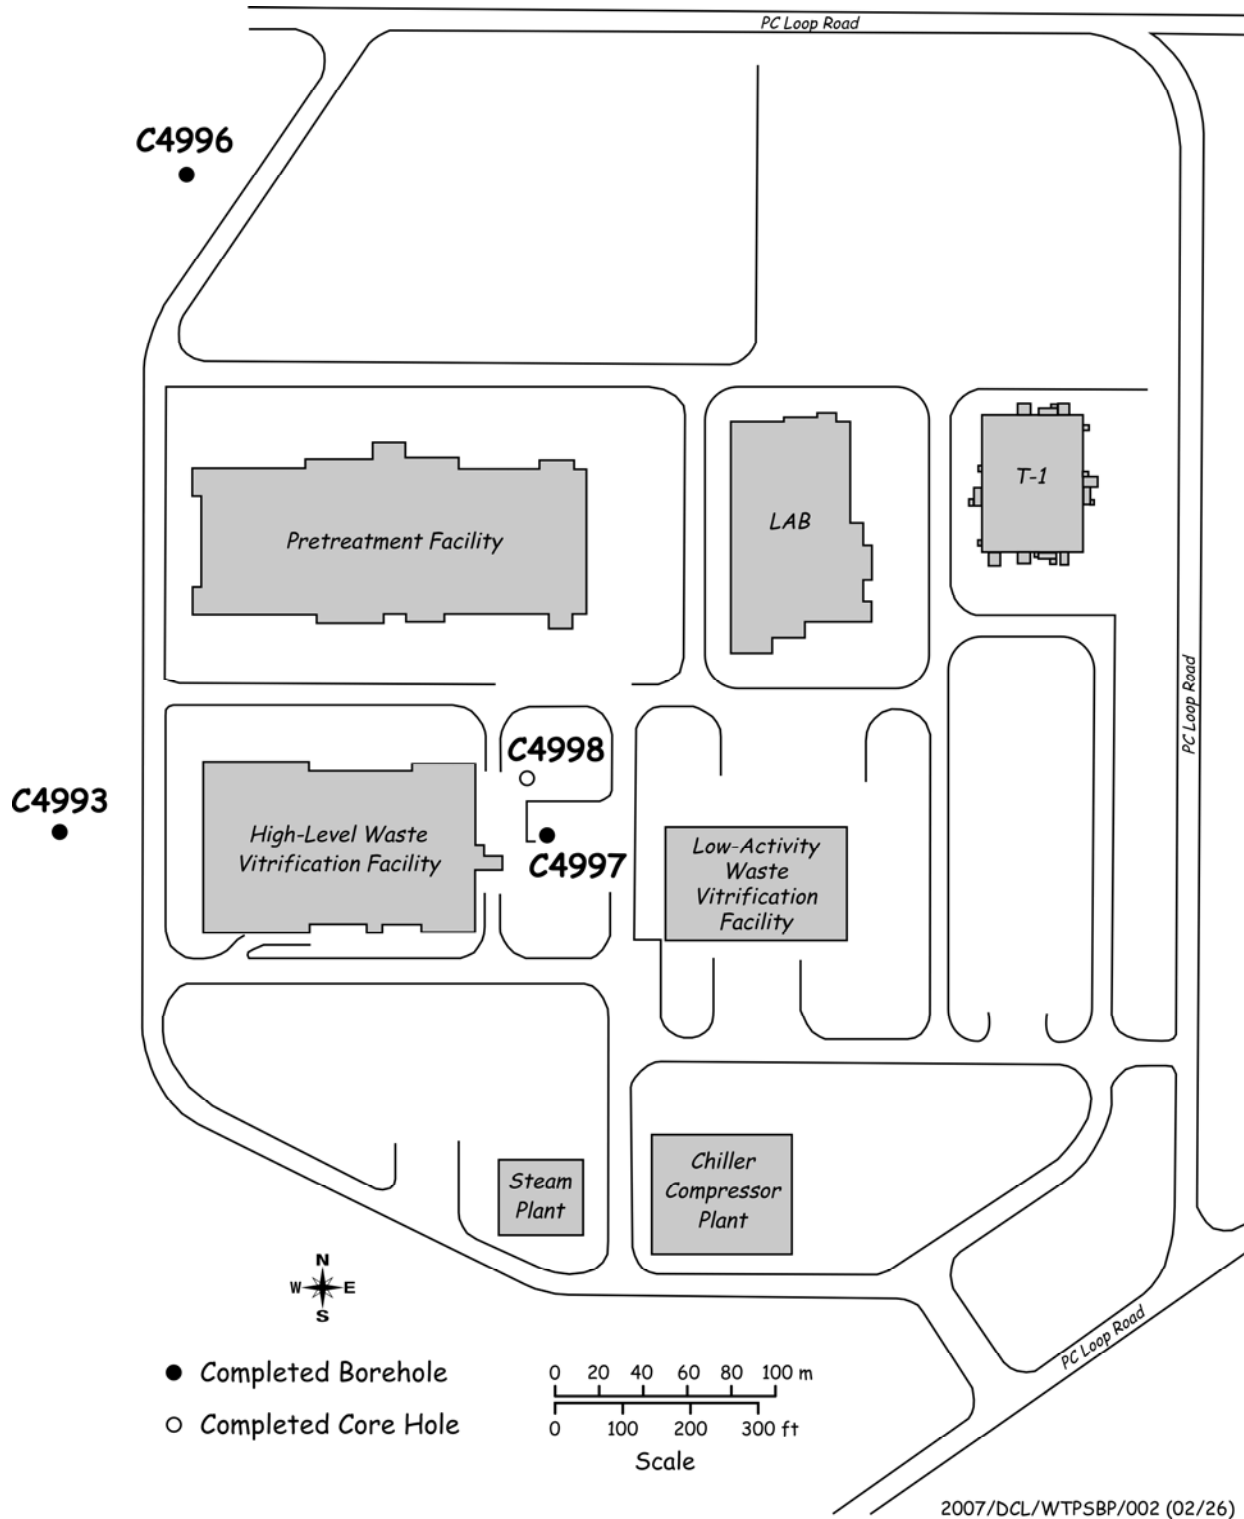 PC Loop Road
C4996
T-1
LAB
Pretreatment Facility
PC Loop Road
C4998
C4993
High-Level Waste
Vitrification Facility
C4997
Low-Activity
Waste
Vitrification
Facility
Steam
Plant
Chiller
Compressor
Plant
N
W E
S
PC Loop Road
Completed Borehole
Completed Core Hole
0 20 40 60 80 100 m
0 100 200 300 ft
Scale
2007/DCL/WTPSBP/002 (02/26)